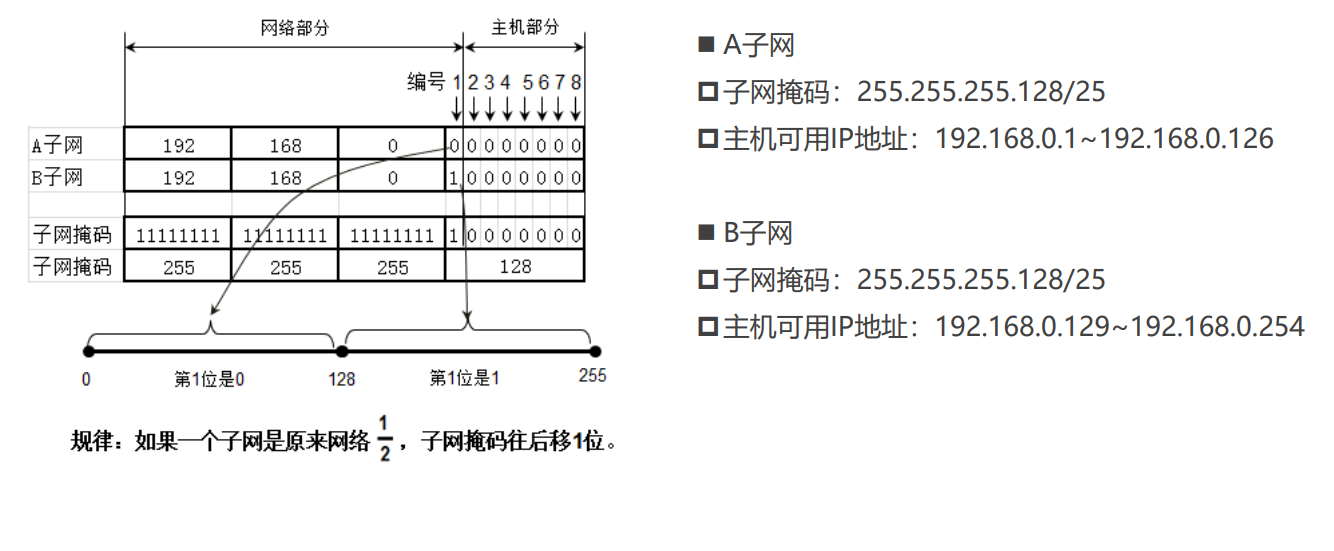 网络部分 主机部分
编号 1 2 3 4 5 6 7 8
A子网 192 168 0 0 0 0 0 0 0 0 0
B子网 192 168 0 1 0 0 0 0 0 0 0
子网掩码 11111111 11111111 11111111 1 0 0 0 0 0 0 0
子网掩码 255 255 255 128
0 第1位是0 128 第1位是1 255
规律：如果一个子网是原来网络 1/2 ，子网掩码往后移1位。
■ A子网
子网掩码：255.255.255.128/25
主机可用IP地址：192.168.0.1~192.168.0.126
■ B子网
子网掩码：255.255.255.128/25
主机可用IP地址：192.168.0.129~192.168.0.254